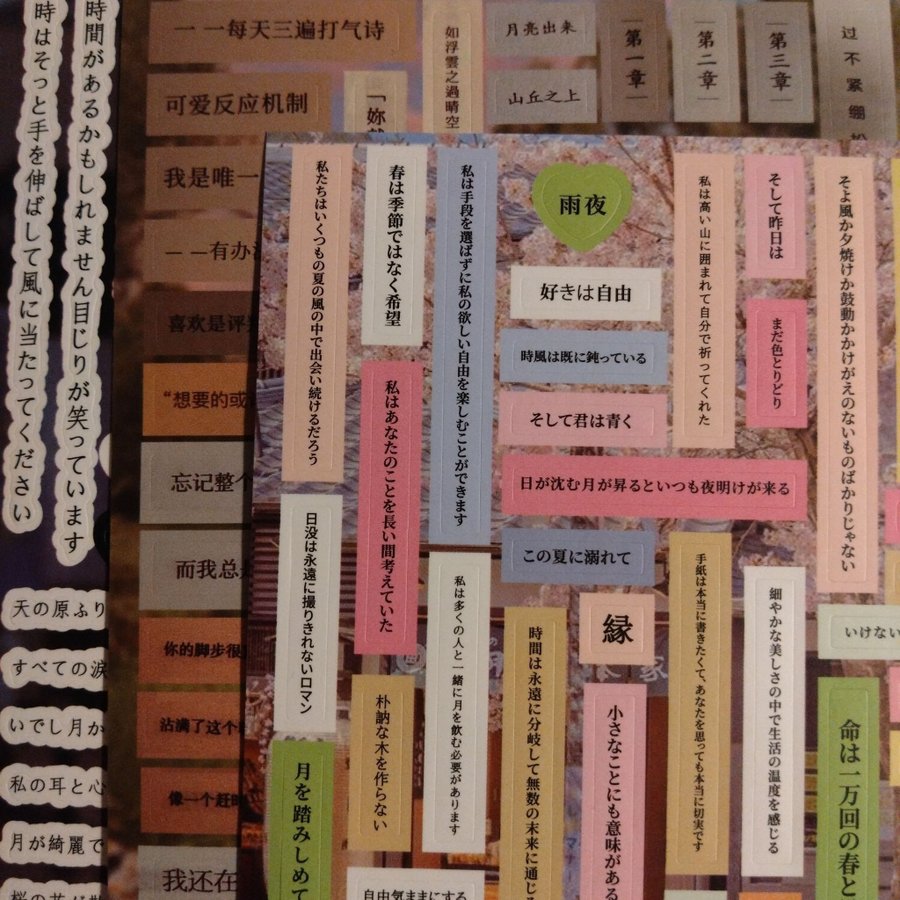 時間があるかもしれません目じりが笑っています
時はそっと手を伸ばして風に当たってください
天の原ふり
すべての涙
いでし月か
私の耳と心
月が綺麗で
一 一每天三遍打气诗
可爱反应机制
我是唯一
一 一有办
喜欢是评
“想要的或
忘记整个
而我总
你的脚步很
沾满了这个
像一个赶
我还在
「妳
如浮雲之過晴空
月亮出来
山丘之上
第一章
第二章
第三章
过不紧绷松
私たちはいくつもの夏の風の中で出会い続けるだろう
日没は永遠に撮りきれないロマン
月を踏みしめて
春は季節ではなく希望
私はあなたのことを長い間考えていた
朴訥な木を作らない
自由気ままにする
私は手段を選ばずに私の欲しい自由を楽しむことができます
私は多くの人と一緒に月を飲む必要があります
雨夜
好きは自由
時風は既に鈍っている
そして君は青く
日が沈む月が昇るといつも夜明けが来る
この夏に溺れて
縁
時間は永遠に分岐して無数の未来に通じる
小さなことにも意味がある
私は高い山に囲まれて自分で祈ってくれた
そして昨日は
まだ色とりどり
手紙は本当に書きたくて、あなたを思っても本当に切実です
細やかな美しさの中で生活の温度を感じる
そよ風か夕焼けか鼓動かかけがえのないものばかりじゃない
いけない
命は一万回の春と